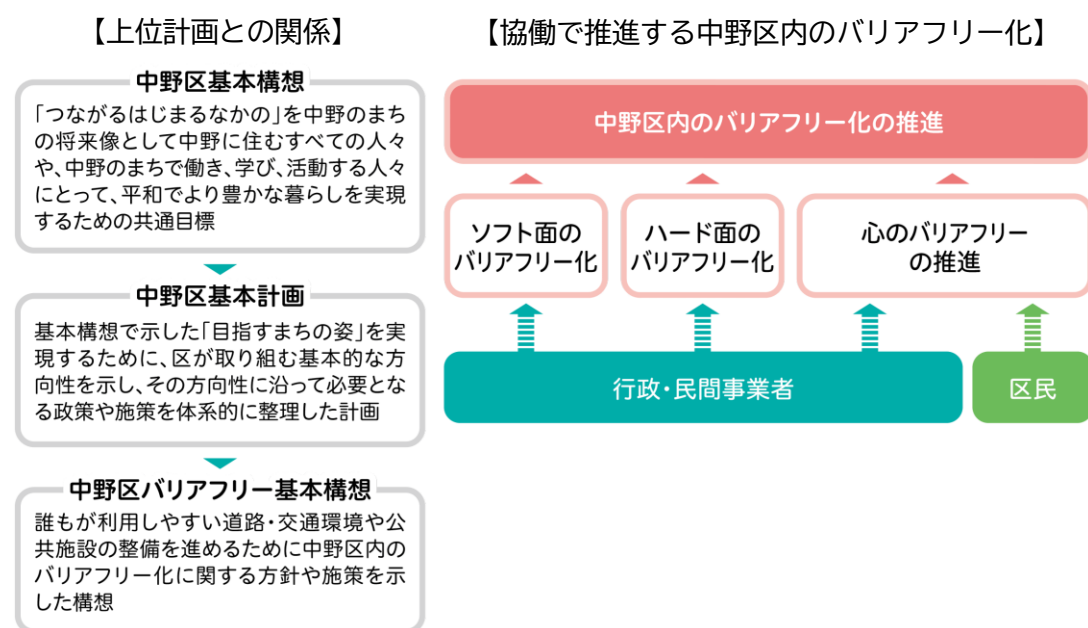 【上位計画との関係】
中野区基本構想
「つながるはじまるなかの」を中野のまち
の将来像として中野に住むすべての人々
や、中野のまちで働き、学び、活動する人々
にとって、平和でより豊かな暮らしを実現
するための共通目標
中野区基本計画
基本構想で示した「目指すまちの姿」を実
現するために、区が取り組む基本的な方
向性を示し、その方向性に沿って必要とな
る政策や施策を体系的に整理した計画
中野区バリアフリー基本構想
誰もが利用しやすい道路・交通環境や公
共施設の整備を進めるために中野区内の
バリアフリー化に関する方針や施策を示
した構想
【協働で推進する中野区内のバリアフリー化】
中野区内のバリアフリー化の推進
ソフト面の
バリアフリー化
ハード面の
バリアフリー化
心のバリアフリー
の推進
行政・民間事業者
区民